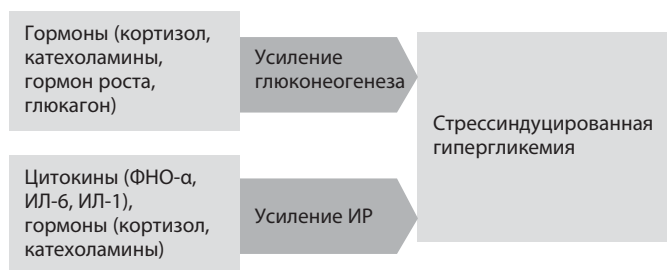 Гормоны (кортизол,
катехоламины,
гормон роста,
глюкагон)
Усиление
глюконеогенеза
Цитокины (ФНО-α,
ИЛ-6, ИЛ-1),
гормоны (кортизол,
катехоламины)
Усиление ИР
Стрессиндуцированная
гипергликемия